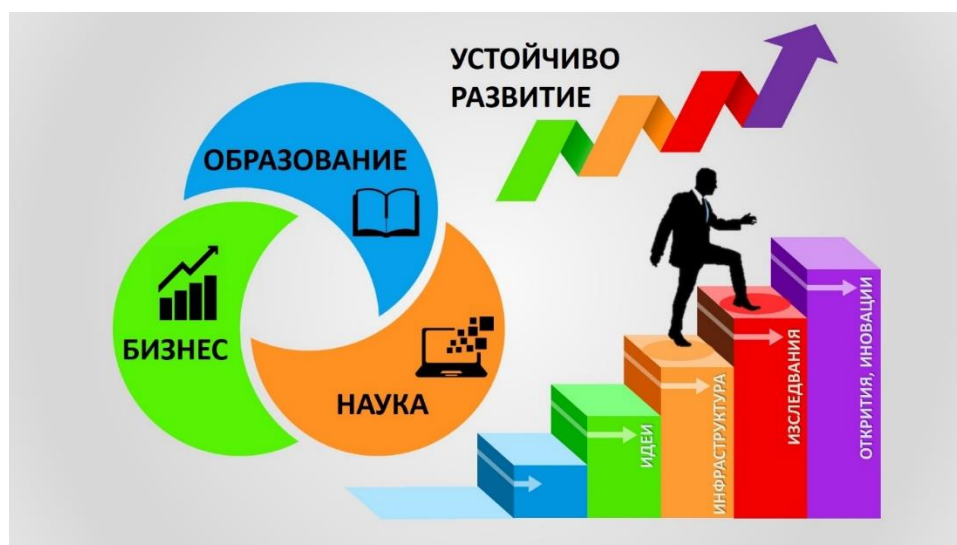 УСТОЙЧИВО
РАЗВИТИЕ
ОБРАЗОВАНИЕ
БИЗНЕС
НАУКА
ИДЕИ
ИНФРАСТРУКТУРА
ИЗСЛЕДВАНИЯ
ОТКРИТИЯ, ИНОВАЦИИ